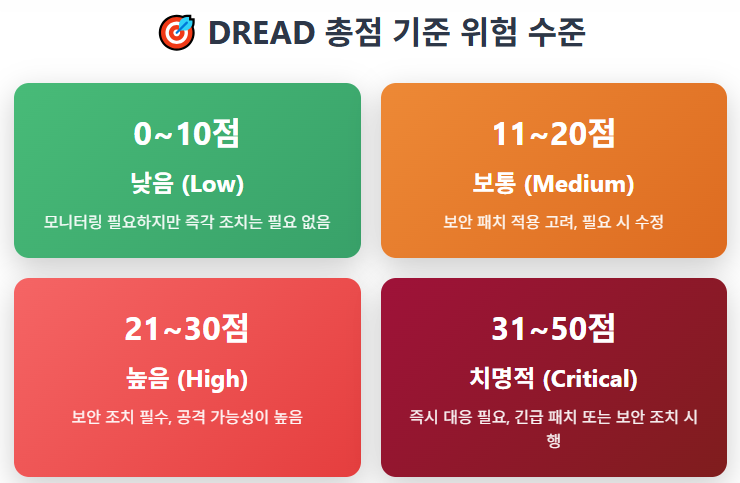 🎯 DREAD 총점 기준 위험 수준
0~10점
낮음 (Low)
모니터링 필요하지만 즉각 조치는 필요 없음
11~20점
보통 (Medium)
보안 패치 적용 고려, 필요 시 수정
21~30점
높음 (High)
보안 조치 필수, 공격 가능성이 높음
31~50점
치명적 (Critical)
즉시 대응 필요, 긴급 패치 또는 보안 조치 시
행